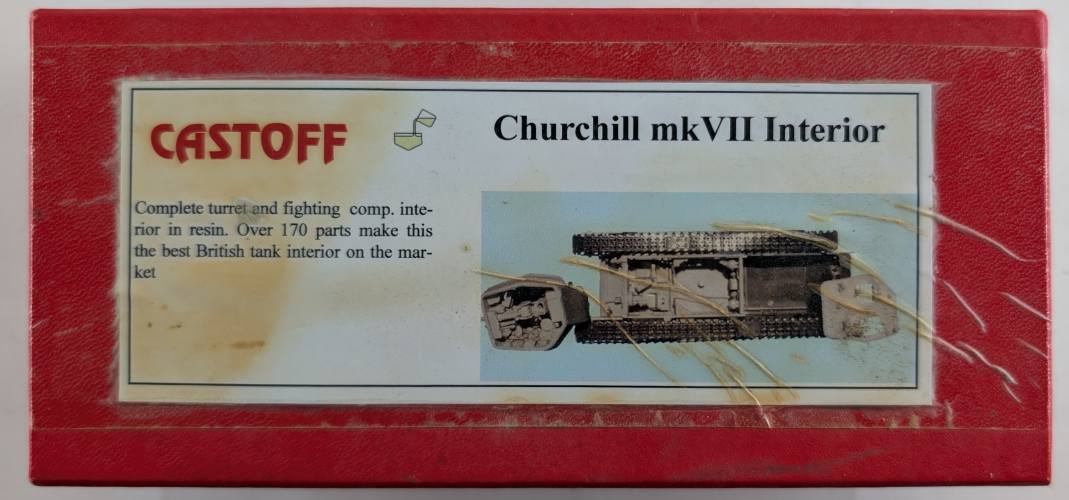 CASTOFF
Churchill mkVII Interior
Complete turret and fighting comp. inte-
rior in resin. Over 170 parts make this
the best British tank interior on the mar-
ket